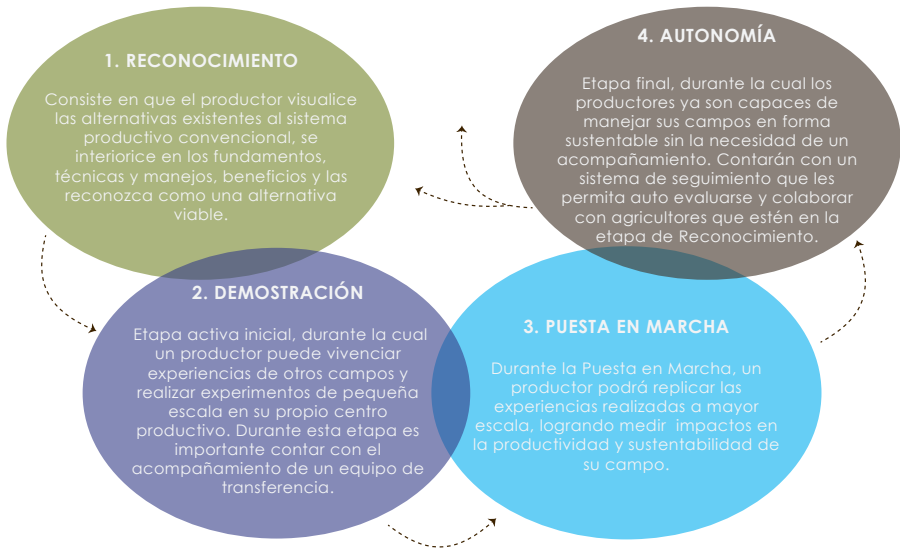 1. RECONOCIMIENTO
Consiste en que el productor visualice
las alternativas existentes al sistema
productivo convencional, se
interiorice en los fundamentos,
técnicas y manejos, beneficios y las
reconozca como una alternativa
viable.
2. DEMOSTRACIÓN
Etapa activa inicial, durante la cual
un productor puede vivenciar
experiencias de otros campos y
realizar experimentos de pequeña
escala en su propio centro
productivo. Durante esta etapa es
importante contar con el
acompañamiento de un equipo de
transferencia.
3. PUESTA EN MARCHA
Durante la Puesta en Marcha, un
productor podrá replicar las
experiencias realizadas a mayor
escala, logrando medir impactos en
la productividad y sustentabilidad de
su campo.
4. AUTONOMÍA
Etapa final, durante la cual los
productores ya son capaces de
manejar sus campos en forma
sustentable sin la necesidad de un
acompañamiento. Contarán con un
sistema de seguimiento que les
permita auto evaluarse y colaborar
con agricultores que estén en la
etapa de Reconocimiento.